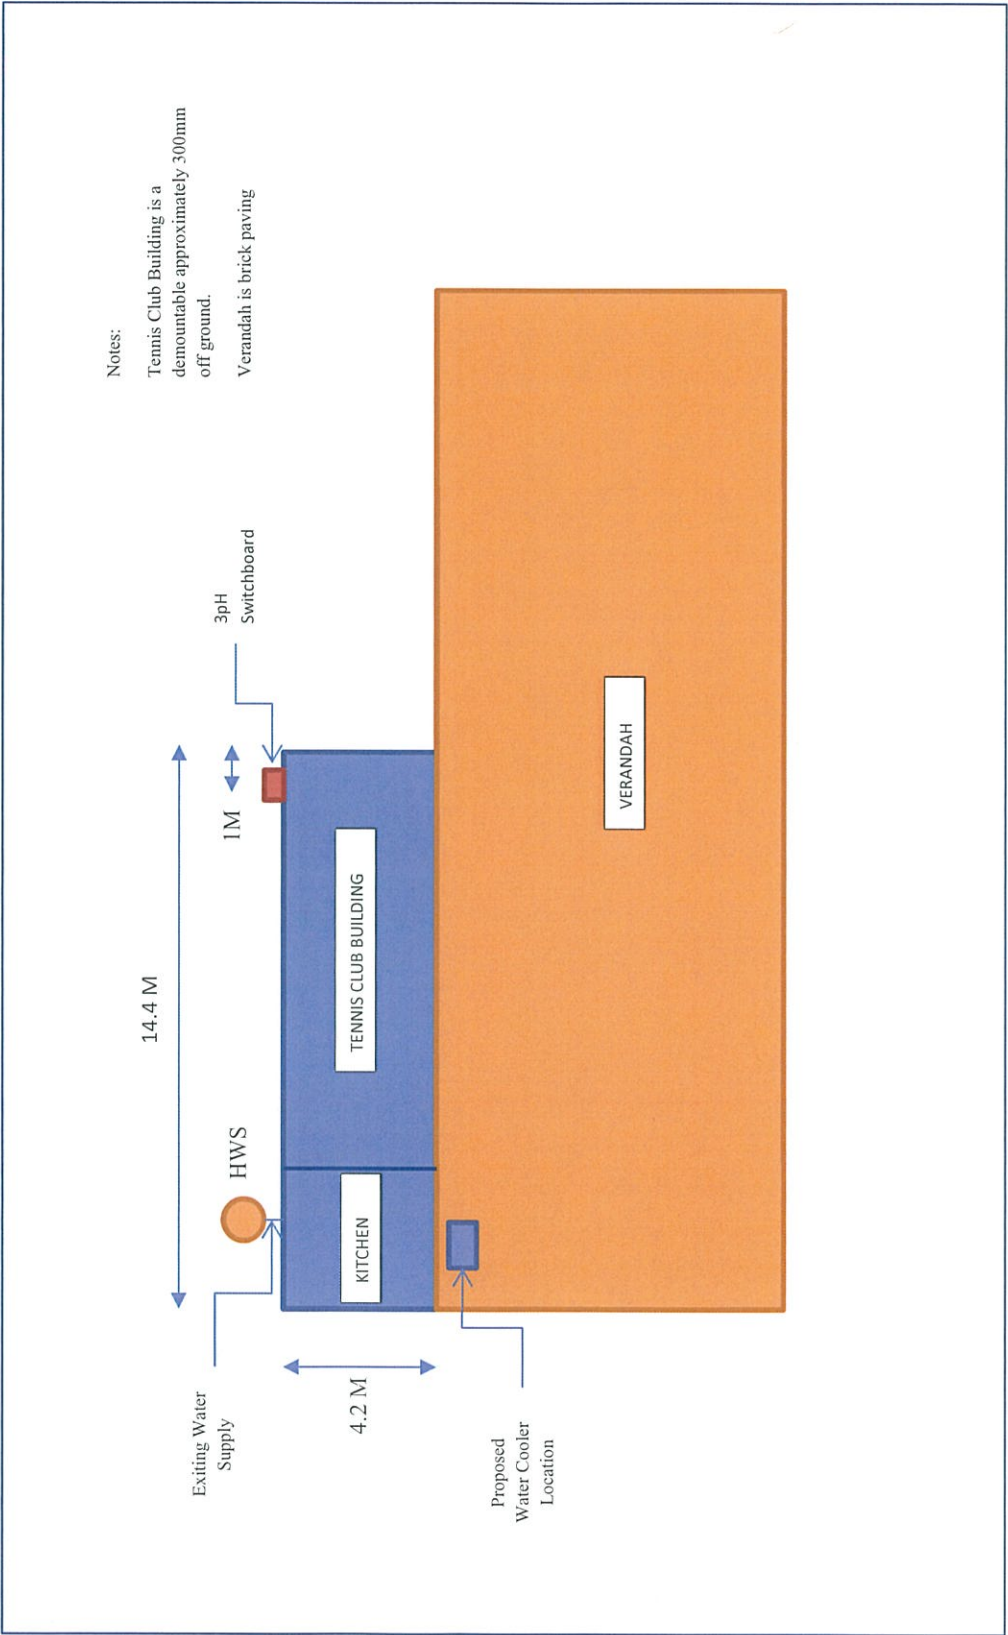 Notes:
Tennis Club Building is a
demountable approximately 300mm
off ground.
Verandah is brick paving
14.4 M
1M
3pH
Switchboard
HWS
Exiting Water
Supply
KITCHEN
TENNIS CLUB BUILDING
4.2 M
VERANDAH
Proposed
Water Cooler
Location